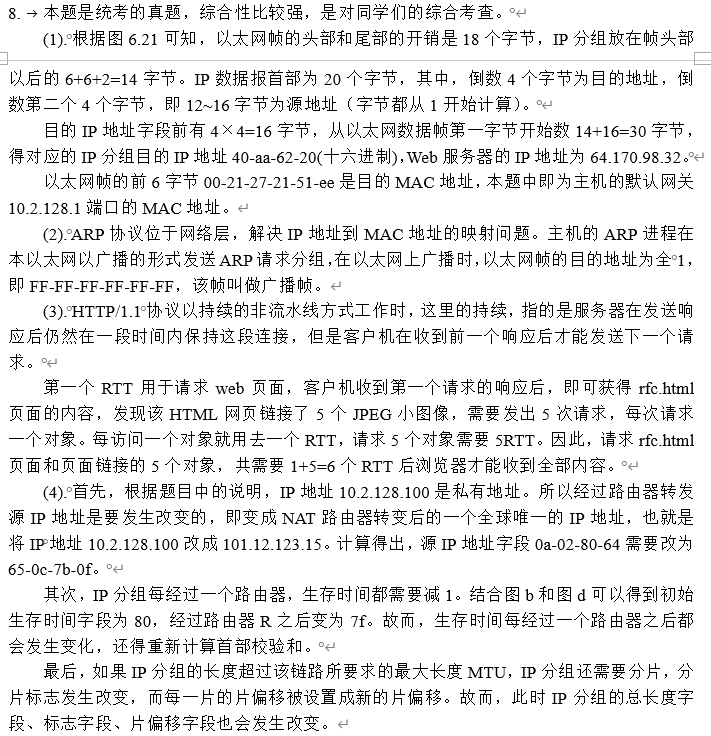 8. → 本题是统考的真题，综合性比较强，是对同学们的综合考查。
(1). 根据图 6.21 可知，以太网帧的头部和尾部的开销是 18 个字节，IP 分组放在帧头部
以后的 6+6+2=14 字节。IP 数据报首部为 20 个字节，其中，倒数 4 个字节为目的地址，倒
数第二个 4 个字节，即 12~16 字节为源地址（字节都从 1 开始计算）。
目的 IP 地址字段前有 4×4=16 字节，从以太网数据帧第一字节开始数 14+16=30 字节，
得对应的 IP 分组目的 IP 地址 40-aa-62-20(十六进制)，Web 服务器的 IP 地址为 64.170.98.32。
以太网帧的前 6 字节 00-21-27-21-51-ee 是目的 MAC 地址，本题中即为主机的默认网关
10.2.128.1 端口的 MAC 地址。
(2). ARP 协议位于网络层，解决 IP 地址到 MAC 地址的映射问题。主机的 ARP 进程在
本以太网以广播的形式发送 ARP 请求分组，在以太网上广播时，以太网帧的目的地址为全 1，
即 FF-FF-FF-FF-FF-FF，该帧叫做广播帧。
(3). HTTP/1.1 协议以持续的非流水线方式工作时，这里的持续，指的是服务器在发送响
应后仍然在一段时间内保持这段连接，但是客户机在收到前一个响应后才能发送下一个请
求。
第一个 RTT 用于请求 web 页面，客户机收到第一个请求的响应后，即可获得 rfc.html
页面的内容，发现该 HTML 网页链接了 5 个 JPEG 小图像，需要发出 5 次请求，每次请求
一个对象。每访问一个对象就用去一个 RTT，请求 5 个对象需要 5RTT。因此，请求 rfc.html
页面和页面链接的 5 个对象，共需要 1+5=6 个 RTT 后浏览器才能收到全部内容。
(4). 首先，根据题目中的说明，IP 地址 10.2.128.100 是私有地址。所以经过路由器转发
源 IP 地址是要发生改变的，即变成 NAT 路由器转变后的一个全球唯一的 IP 地址，也就是
将 IP 地址 10.2.128.100 改成 101.12.123.15。计算得出，源 IP 地址字段 0a-02-80-64 需要改为
65-0c-7b-0f。
其次，IP 分组每经过一个路由器，生存时间都需要减 1。结合图 b 和图 d 可以得到初始
生存时间字段为 80，经过路由器 R 之后变为 7f。故而，生存时间每经过一个路由器之后都
会发生变化，还得重新计算首部校验和。
最后，如果 IP 分组的长度超过该链路所要求的最大长度 MTU，IP 分组还需要分片，分
片标志发生改变，而每一片的片偏移被设置成新的片偏移。故而，此时 IP 分组的总长度字
段、标志字段、片偏移字段也会发生改变。